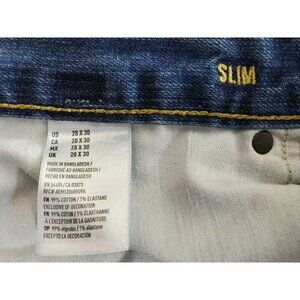 SLIM
US 28 X 30
CA 28 X 30
MX 28 X 30
UK 28 X 30
MADE IN BANGLADESH /
FABRIQUÉ AU BANGLADESH /
HECHO EN BANGLADESH
RFC#
EN 99% COTTON / 1% ELASTANE
EXCLUSIVE OF DECORATION
FR 99% COTON / 1% ÉLASTHANNE
À L'EXCEPTION DE LA GARNITURE
SP 99% algodón / 1% elastano
EXCEPTO LA DECORACIÓN